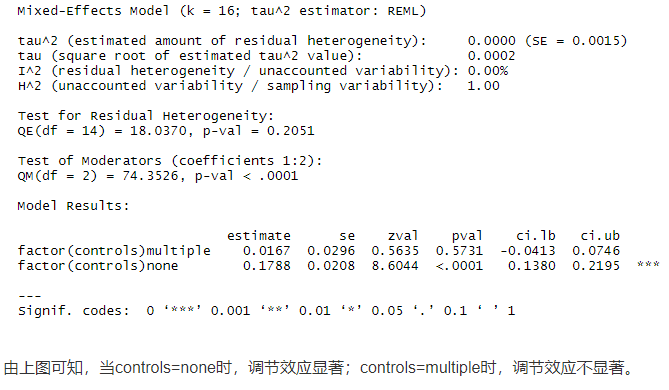 Mixed-Effects Model (k = 16; tau^2 estimator: REML)
tau^2 (estimated amount of residual heterogeneity): 0.0000 (SE = 0.0015)
tau (square root of estimated tau^2 value): 0.0002
I^2 (residual heterogeneity / unaccounted variability): 0.00%
H^2 (unaccounted variability / sampling variability): 1.00
Test for Residual Heterogeneity:
QE(df = 14) = 18.0370, p-val = 0.2051
Test of Moderators (coefficients 1:2):
QM(df = 2) = 74.3526, p-val < .0001
Model Results:
estimate se zval pval ci.lb ci.ub
factor(controls)multiple 0.0167 0.0296 0.5635 0.5731 -0.0413 0.0746
factor(controls)none 0.1788 0.0208 8.6044 <.0001 0.1380 0.2195 ***
---
Signif. codes: 0 ‘***’ 0.001 ‘**’ 0.01 ‘*’ 0.05 ‘.’ 0.1 ‘ ’ 1
由上图可知，当controls=none时，调节效应显著；controls=multiple时，调节效应不显著。